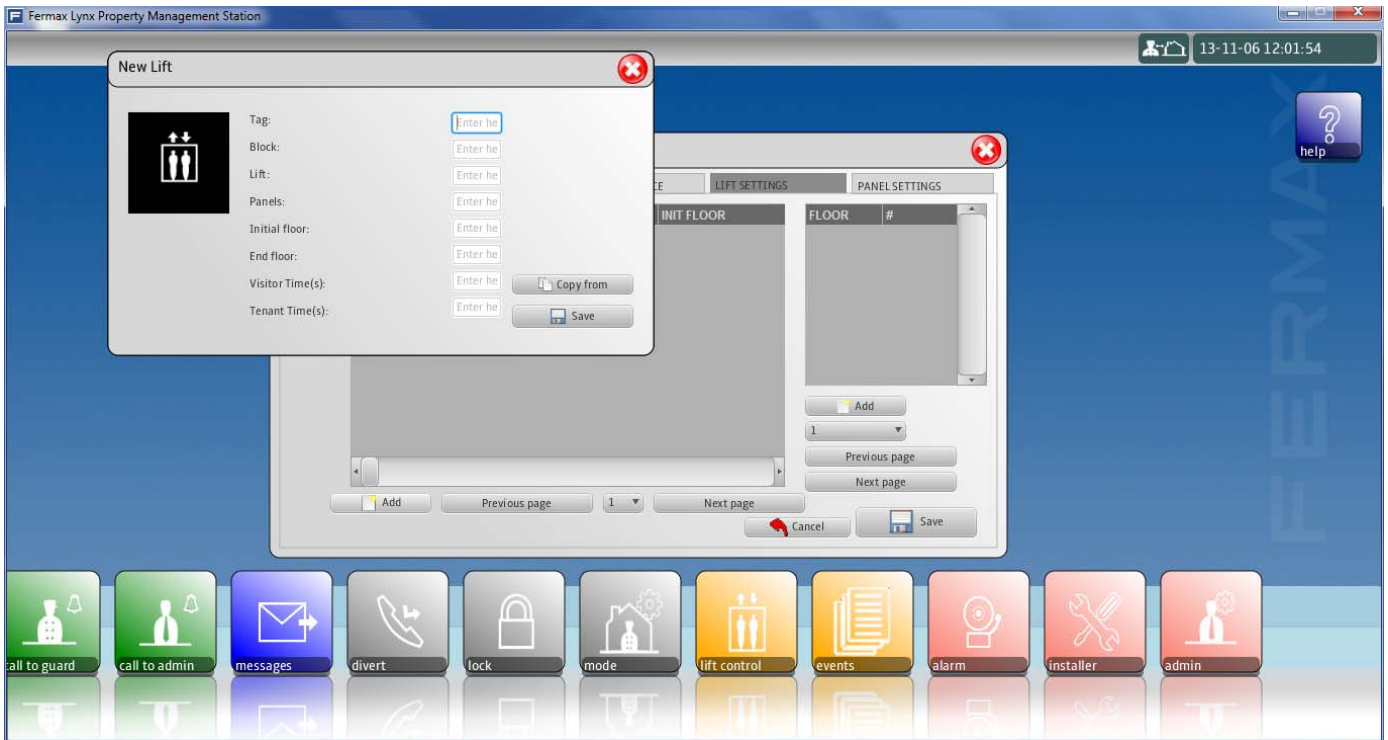 Fermax Lynx Property Management Station
13-11-06 12:01:54
New Lift
Tag: Enter he
Block: Enter he
Lift: Enter he
Panels: Enter he
Initial floor: Enter he
End floor: Enter he
Visitor Time(s): Enter he
Copy from
Tenant Time(s): Enter he
Save
help
CE LIFT SETTINGS PANEL SETTINGS
INIT FLOOR FLOOR #
Add
1
Previous page
Next page
Add Previous page 1 Next page
Cancel Save
FERMAX
call to guard call to admin messages divert lock mode lift control events alarm installer admin